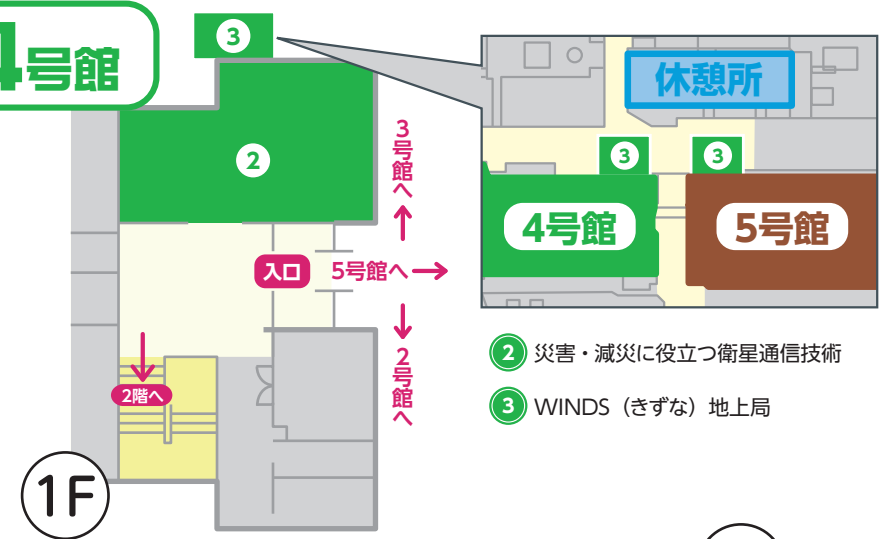 4号館
3
2
3号館へ
入口
5号館へ
2号館へ
2階へ
1F
休憩所
3
3
4号館
5号館
2 災害・減災に役立つ衛星通信技術
3 WINDS（きずな）地上局